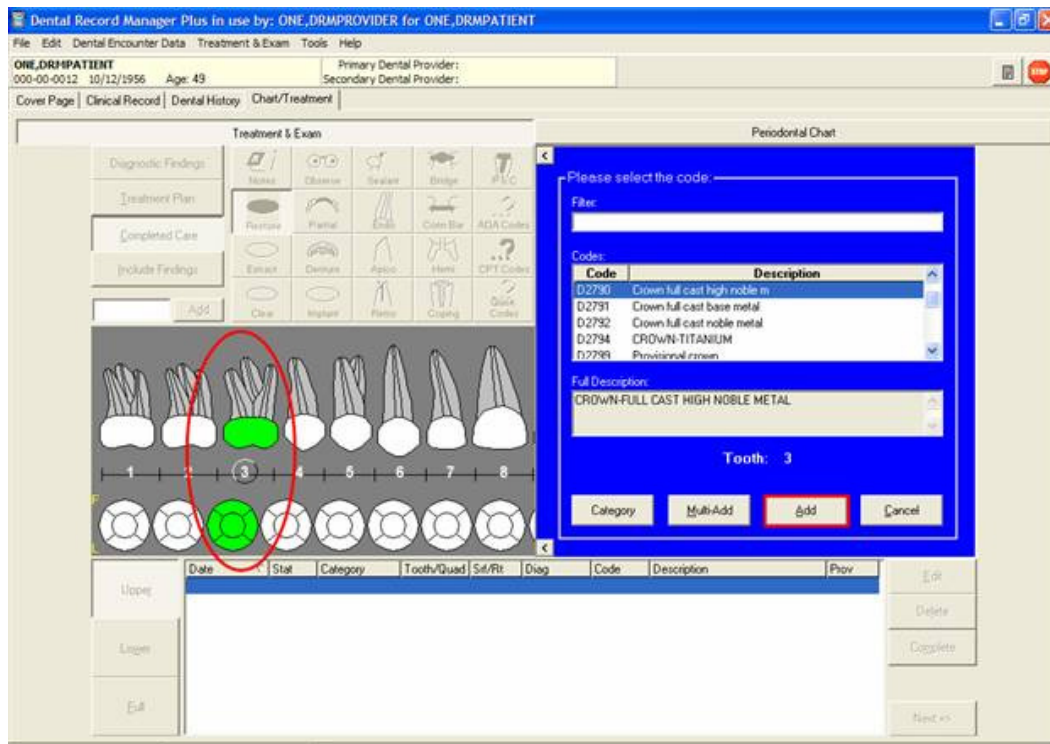 Dental Record Manager Plus in use by: ONE,DRMPROVIDER for ONE,DRMPATIENT
File Edit Dental Encounter Data Treatment & Exam Tools Help
ONE,DRMPATIENT Primary Dental Provider:
000-00-0012 10/12/1956 Age: 49 Secondary Dental Provider:
STOP
Cover Page Clinical Record Dental History Chart/Treatment
Treatment & Exam Periodontal Chart
Diagnostic Findings
Treatment Plan
Completed Care
Include Findings
Add
Notes Observe Sealant Bridge P/I/C
Restore Partial Endo Conn Bar ADA Codes
Extract Denture Apico Hemi CPT Codes
Clear Implant Retro Coping Quick Codes
<
Please select the code:
Filter:
Codes:
Code Description
D2790 Crown full cast high noble m
D2791 Crown full cast base metal
D2792 Crown full cast noble metal
D2794 CROWN-TITANIUM
D2799 Provisional crown
Full Description:
CROWN-FULL CAST HIGH NOBLE METAL
Tooth: 3
Category Multi-Add Add Cancel
<
1 2 3 4 5 6 7 8
F
L
Date Stat Category Tooth/Quad Srf/Rt Diag Code Description Prov
Upper
Lower
Full
Edit
Delete
Complete
Next =>